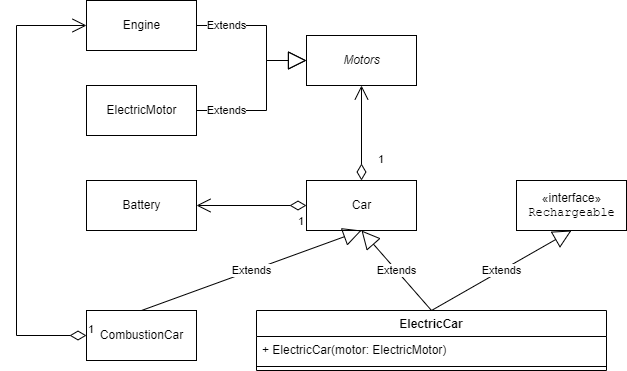 Engine
Extends
Motors
ElectricMotor
Extends
1
Battery
Car
1
«interface»
Rechargeable
Extends
Extends
Extends
1
CombustionCar
ElectricCar
+ ElectricCar(motor: ElectricMotor)